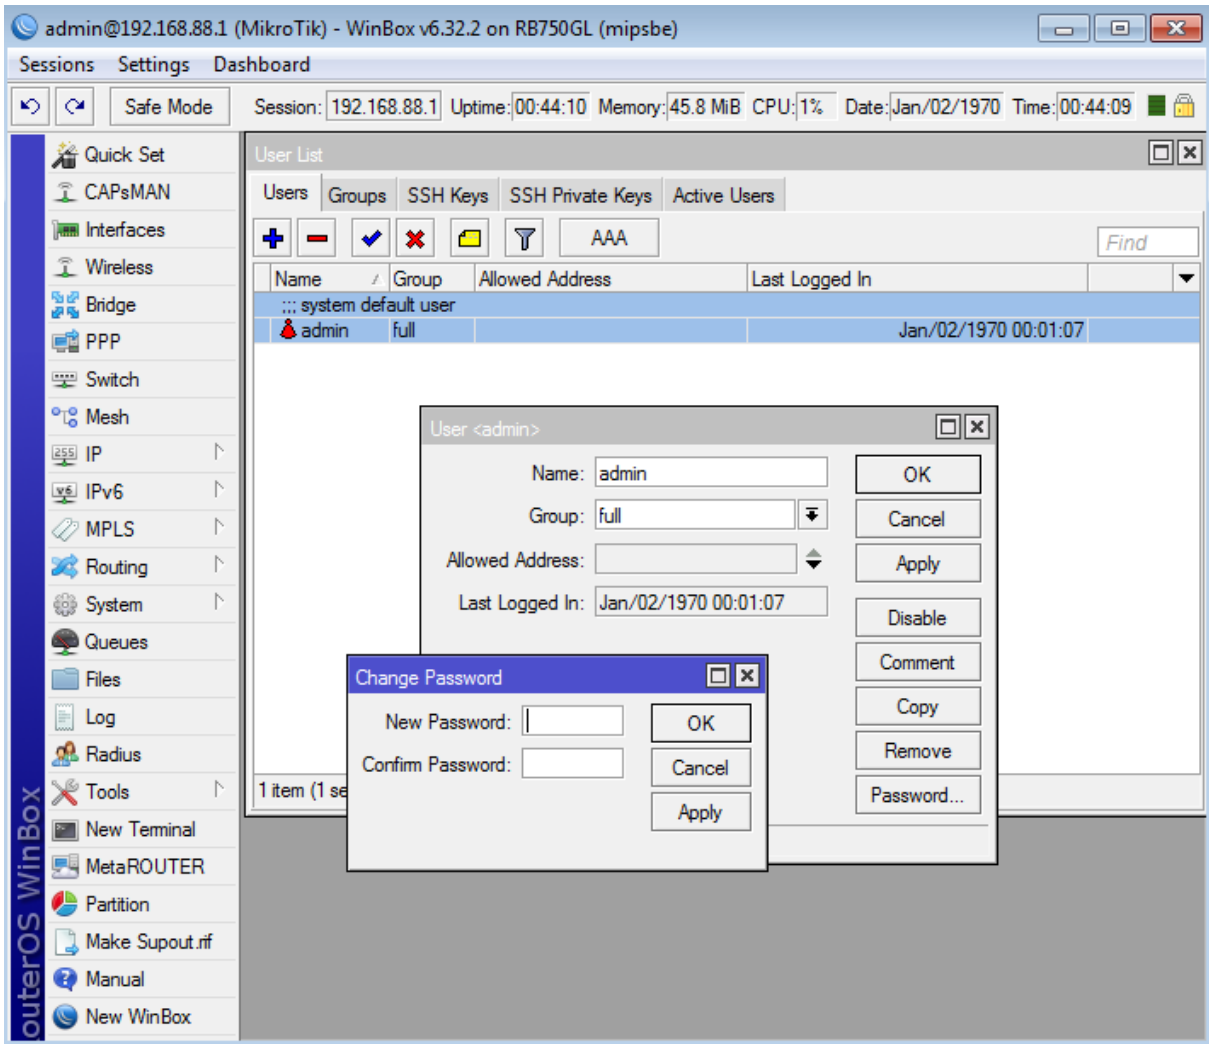 admin@192.168.88.1 (MikroTik) - WinBox v6.32.2 on RB750GL (mipsbe)
Sessions Settings Dashboard
Safe Mode Session: 192.168.88.1 Uptime: 00:44:10 Memory: 45.8 MiB CPU: 1% Date: Jan/02/1970 Time: 00:44:09
Quick Set
CAPsMAN
Interfaces
Wireless
Bridge
PPP
Switch
Mesh
255 IP
v6 IPv6
MPLS
Routing
System
Queues
Files
Log
Radius
Tools
New Terminal
MetaROUTER
Partition
Make Supout.rif
Manual
New WinBox
outerOS WinBox
User List
Users Groups SSH Keys SSH Private Keys Active Users
AAA Find
Name Group Allowed Address Last Logged In
;;; system default user
admin full Jan/02/1970 00:01:07
1 item (1 se
User <admin>
Name: admin
Group: full
Allowed Address:
Last Logged In: Jan/02/1970 00:01:07
OK
Cancel
Apply
Disable
Comment
Copy
Remove
Password...
Change Password
New Password:
Confirm Password:
OK
Cancel
Apply